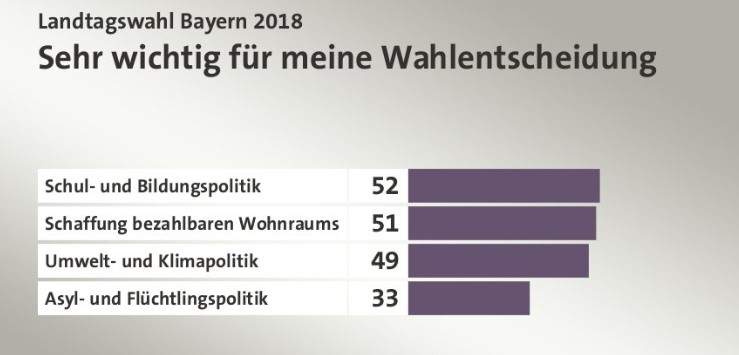 Landtagswahl Bayern 2018
Sehr wichtig für meine Wahlentscheidung
Schul- und Bildungspolitik 52
Schaffung bezahlbaren Wohnraums 51
Umwelt- und Klimapolitik 49
Asyl- und Flüchtlingspolitik 33